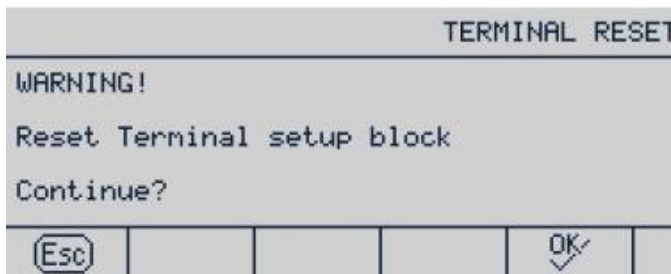 TERMINAL RESET
WARNING!
Reset Terminal setup block
Continue?
Esc OK